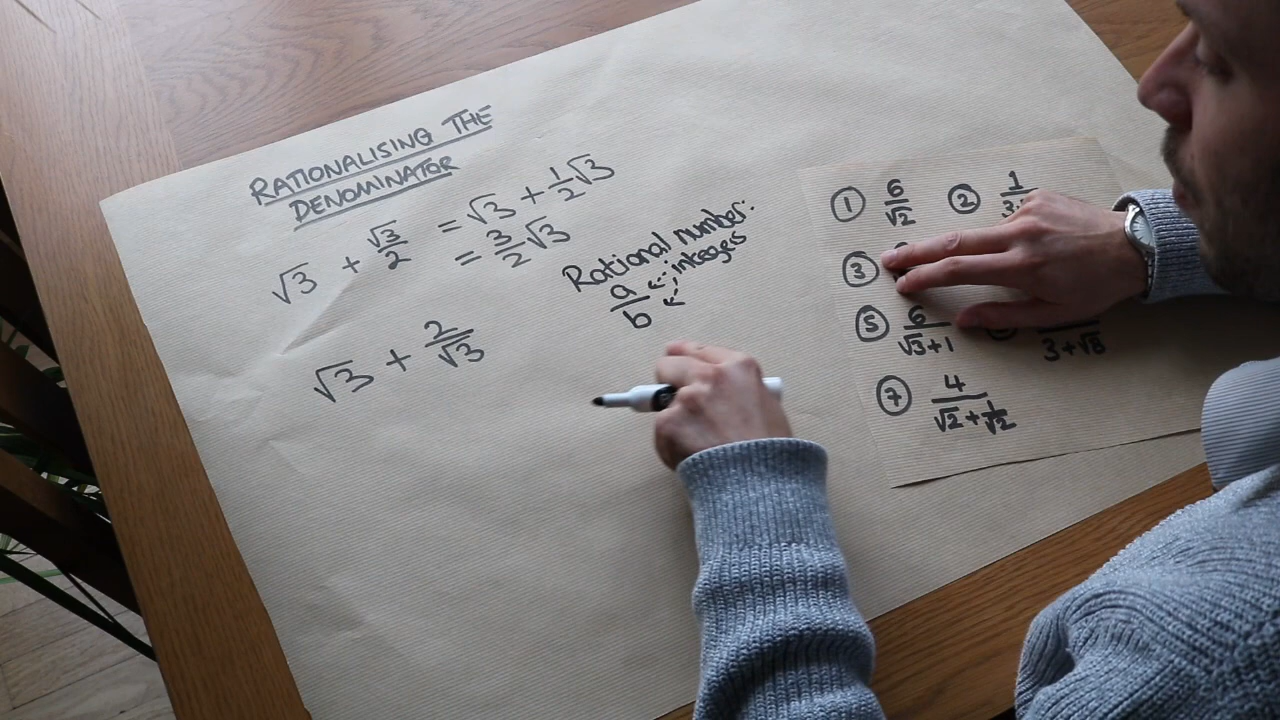 RATIONALISING THE
DENOMINATOR
√3 + √3/2 = √3 + 1/2 √3
= 3/2 √3
Rational number:
a/b integers
√3 + 2/√3
① 6/√2 ②
③
⑤ 6/(√3+1)
3+√8
⑦ 4/(√2+1/√2)